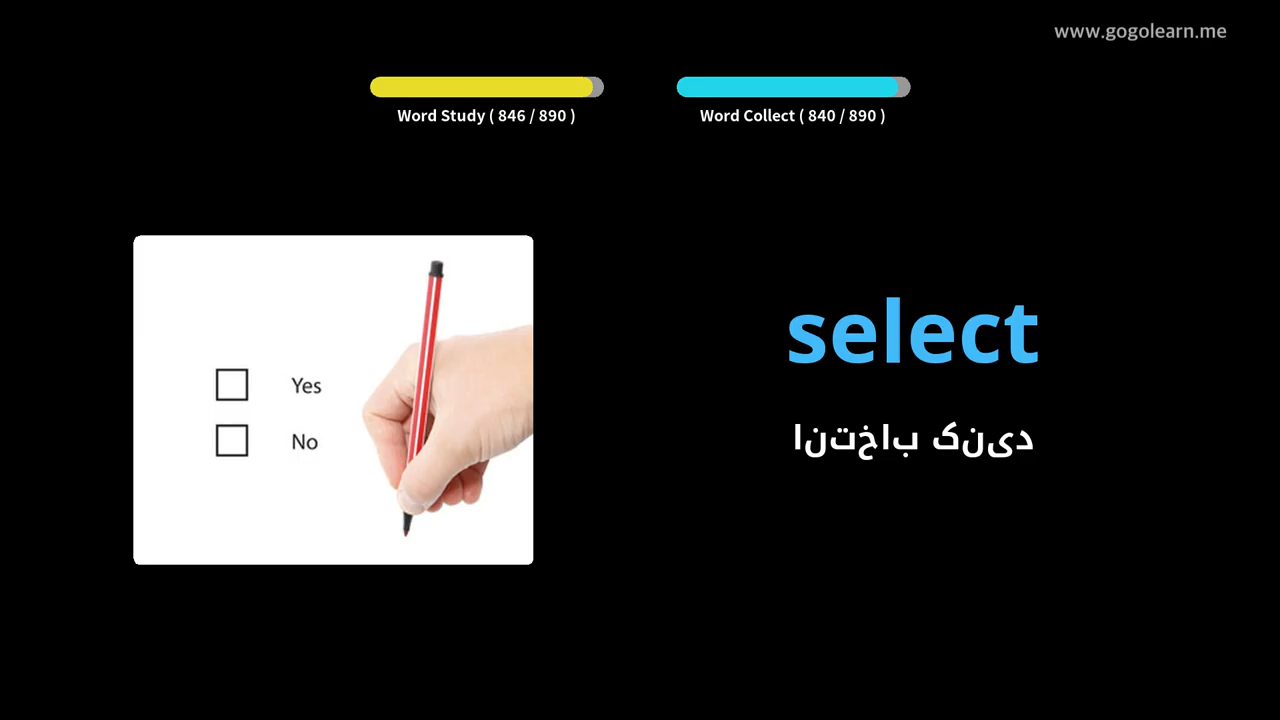 www.gogolearn.me
Word Study ( 846 / 890 )
Word Collect ( 840 / 890 )
Yes
No
select
انتخاب کنید